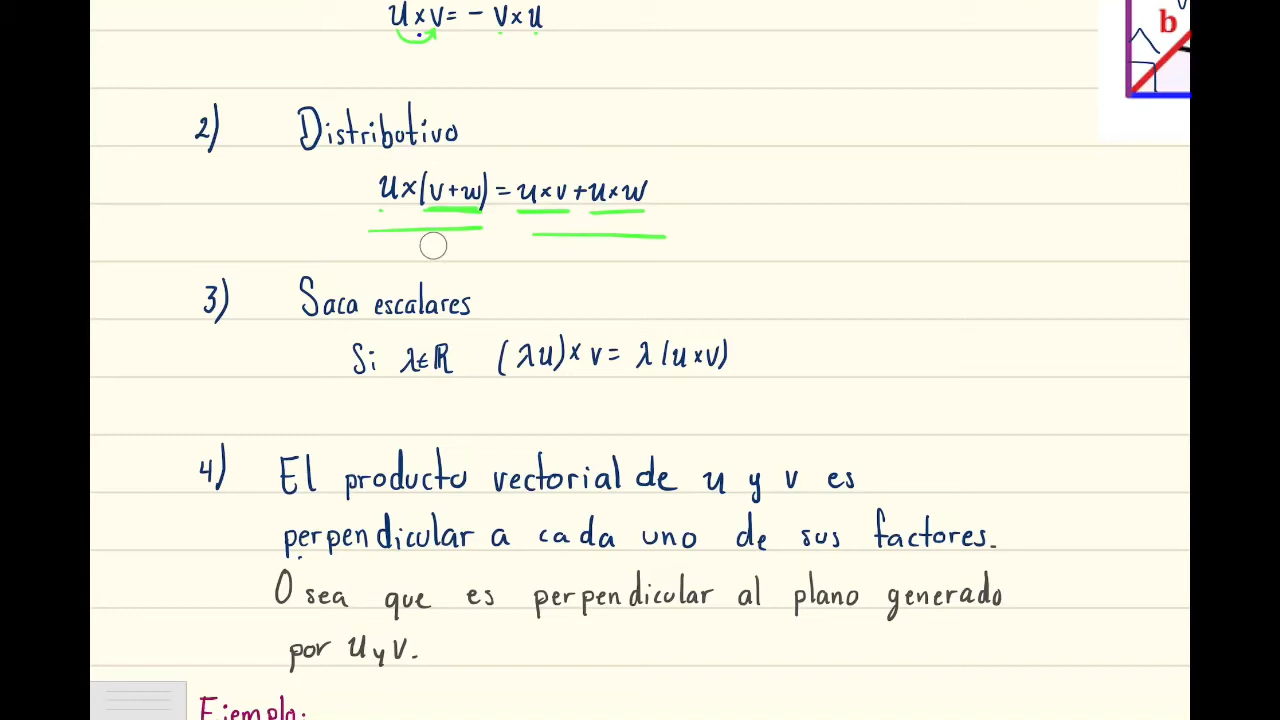 u×v= - v×u
b
2) Distributivo
u×(v+w) = u×v + u×w
3) Saca escalares
Si λ∈ℝ (λu)×v = λ(u×v)
4) El producto vectorial de u y v es
perpendicular a cada uno de sus factores.
O sea que es perpendicular al plano generado
por u y v.
Ejemplo: